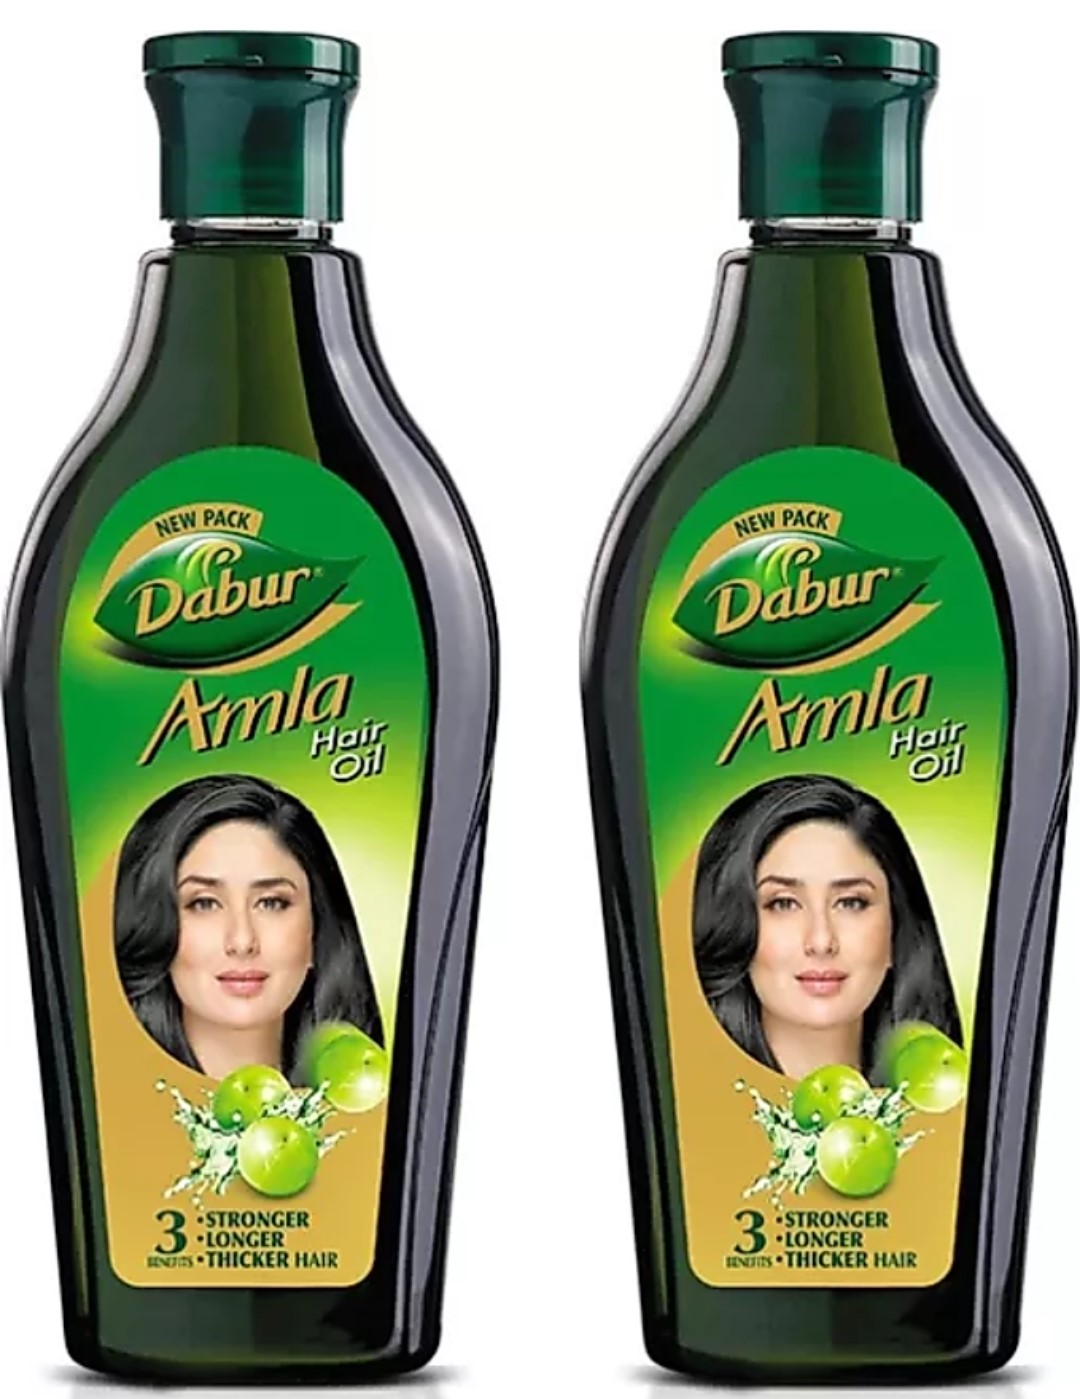 NEW PACK
Dabur®
Amla
Hair
Oil
3
BENEFITS
•STRONGER
•LONGER
•THICKER HAIR
NEW PACK
Dabur®
Amla
Hair
Oil
3
BENEFITS
•STRONGER
•LONGER
•THICKER HAIR